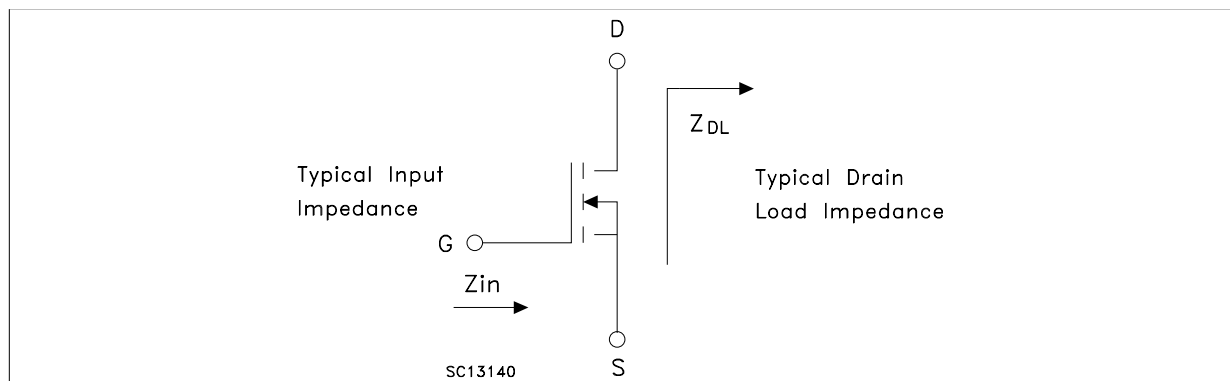 D
ZDL
Typical Input
Impedance
Typical Drain
Load Impedance
G
Zin
S
SC13140